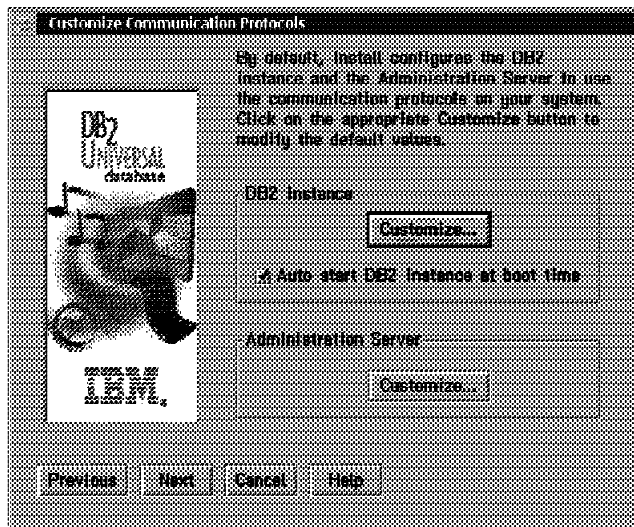 Customize Communication Protocols
By default, Install configures the DB2
instance and the Administration Server to use
the communication protocols on your system.
Click on the appropriate Customize button to
modify the default values.
DB2
UNIVERSAL
database
IBM.
DB2 Instance
Customize...
Auto start DB2 instance at boot time
Administration Server
Customize...
Previous
Next
Cancel
Help